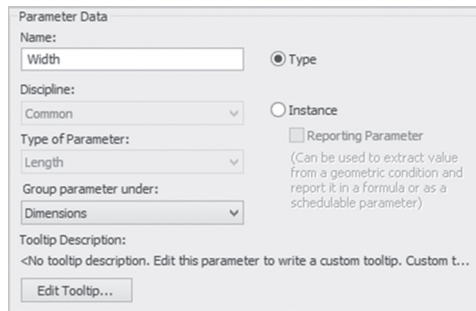 Parameter Data
Name:
Width
Type
Discipline:
Common
Instance
Type of Parameter:
Reporting Parameter
Length
(Can be used to extract value
from a geometric condition and
report it in a formula or as a
schedulable parameter)
Group parameter under:
Dimensions
Tooltip Description:
<No tooltip description. Edit this parameter to write a custom tooltip. Custom t...
Edit Tooltip...